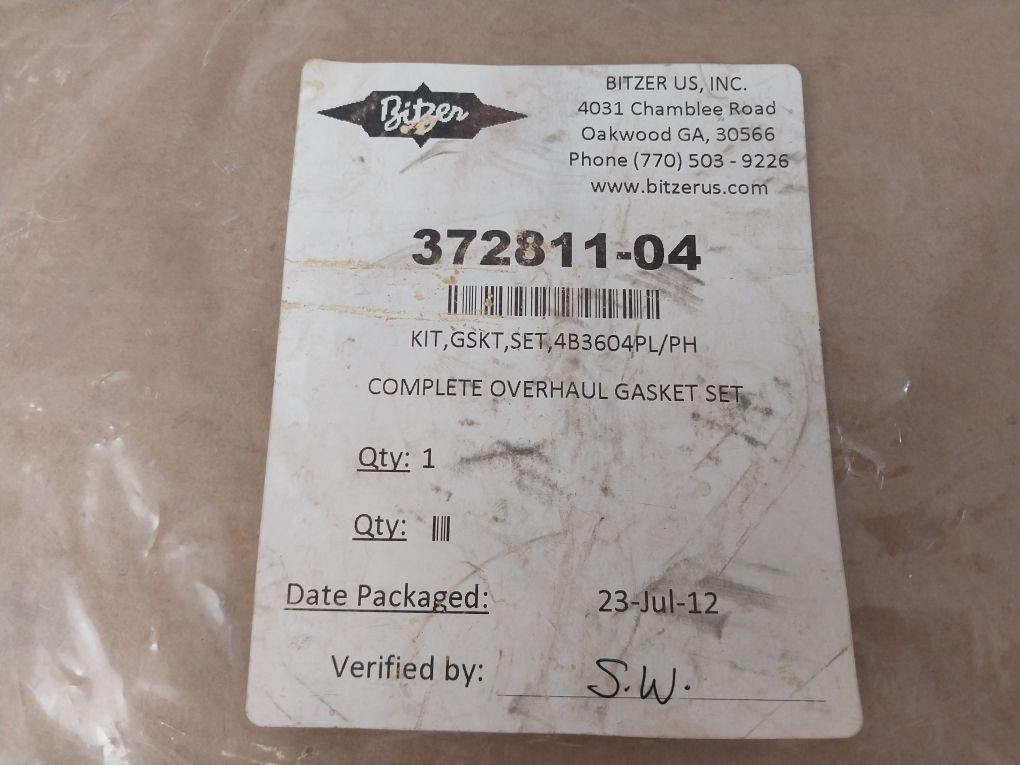 Bitzer
BITZER US, INC.
4031 Chamblee Road
Oakwood GA, 30566
Phone (770) 503 - 9226
www.bitzerus.com
372811-04
KIT,GSKT,SET,4B3604PL/PH
COMPLETE OVERHAUL GASKET SET
Qty: 1
Qty:
Date Packaged: 23-Jul-12
Verified by: S.W.